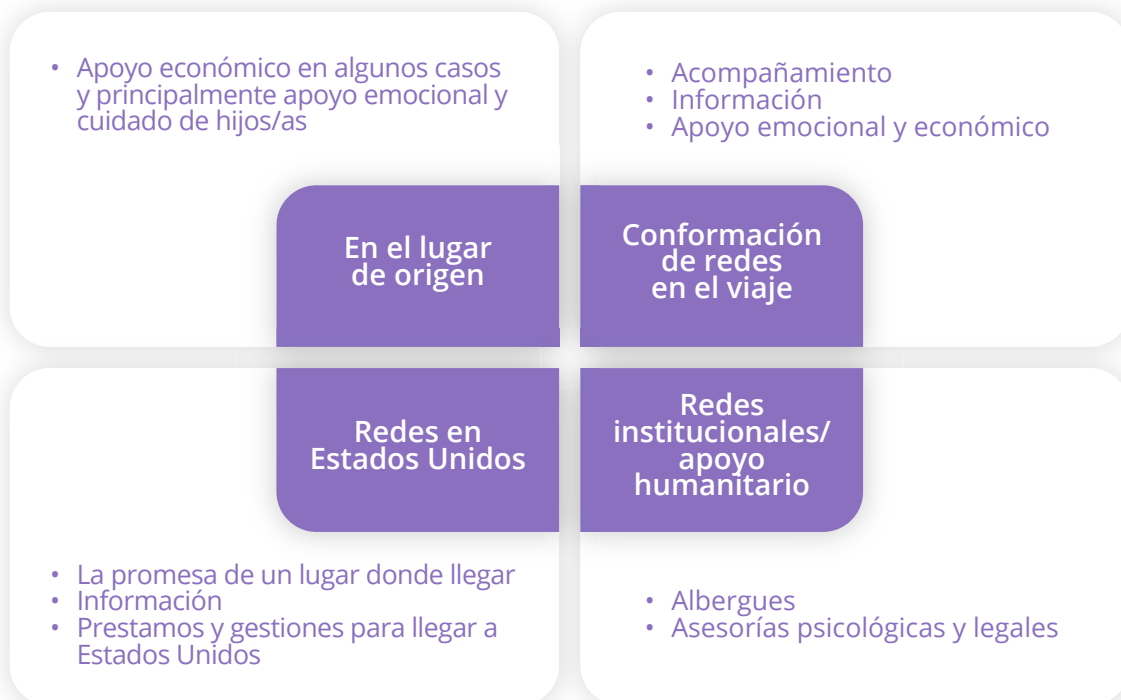 • Apoyo económico en algunos casos
y principalmente apoyo emocional y
cuidado de hijos/as
• Acompañamiento
• Información
• Apoyo emocional y económico
En el lugar
de origen
Conformación
de redes
en el viaje
Redes en
Estados Unidos
Redes
institucionales/
apoyo
humanitario
• La promesa de un lugar donde llegar
• Información
• Prestamos y gestiones para llegar a
Estados Unidos
• Albergues
• Asesorías psicológicas y legales